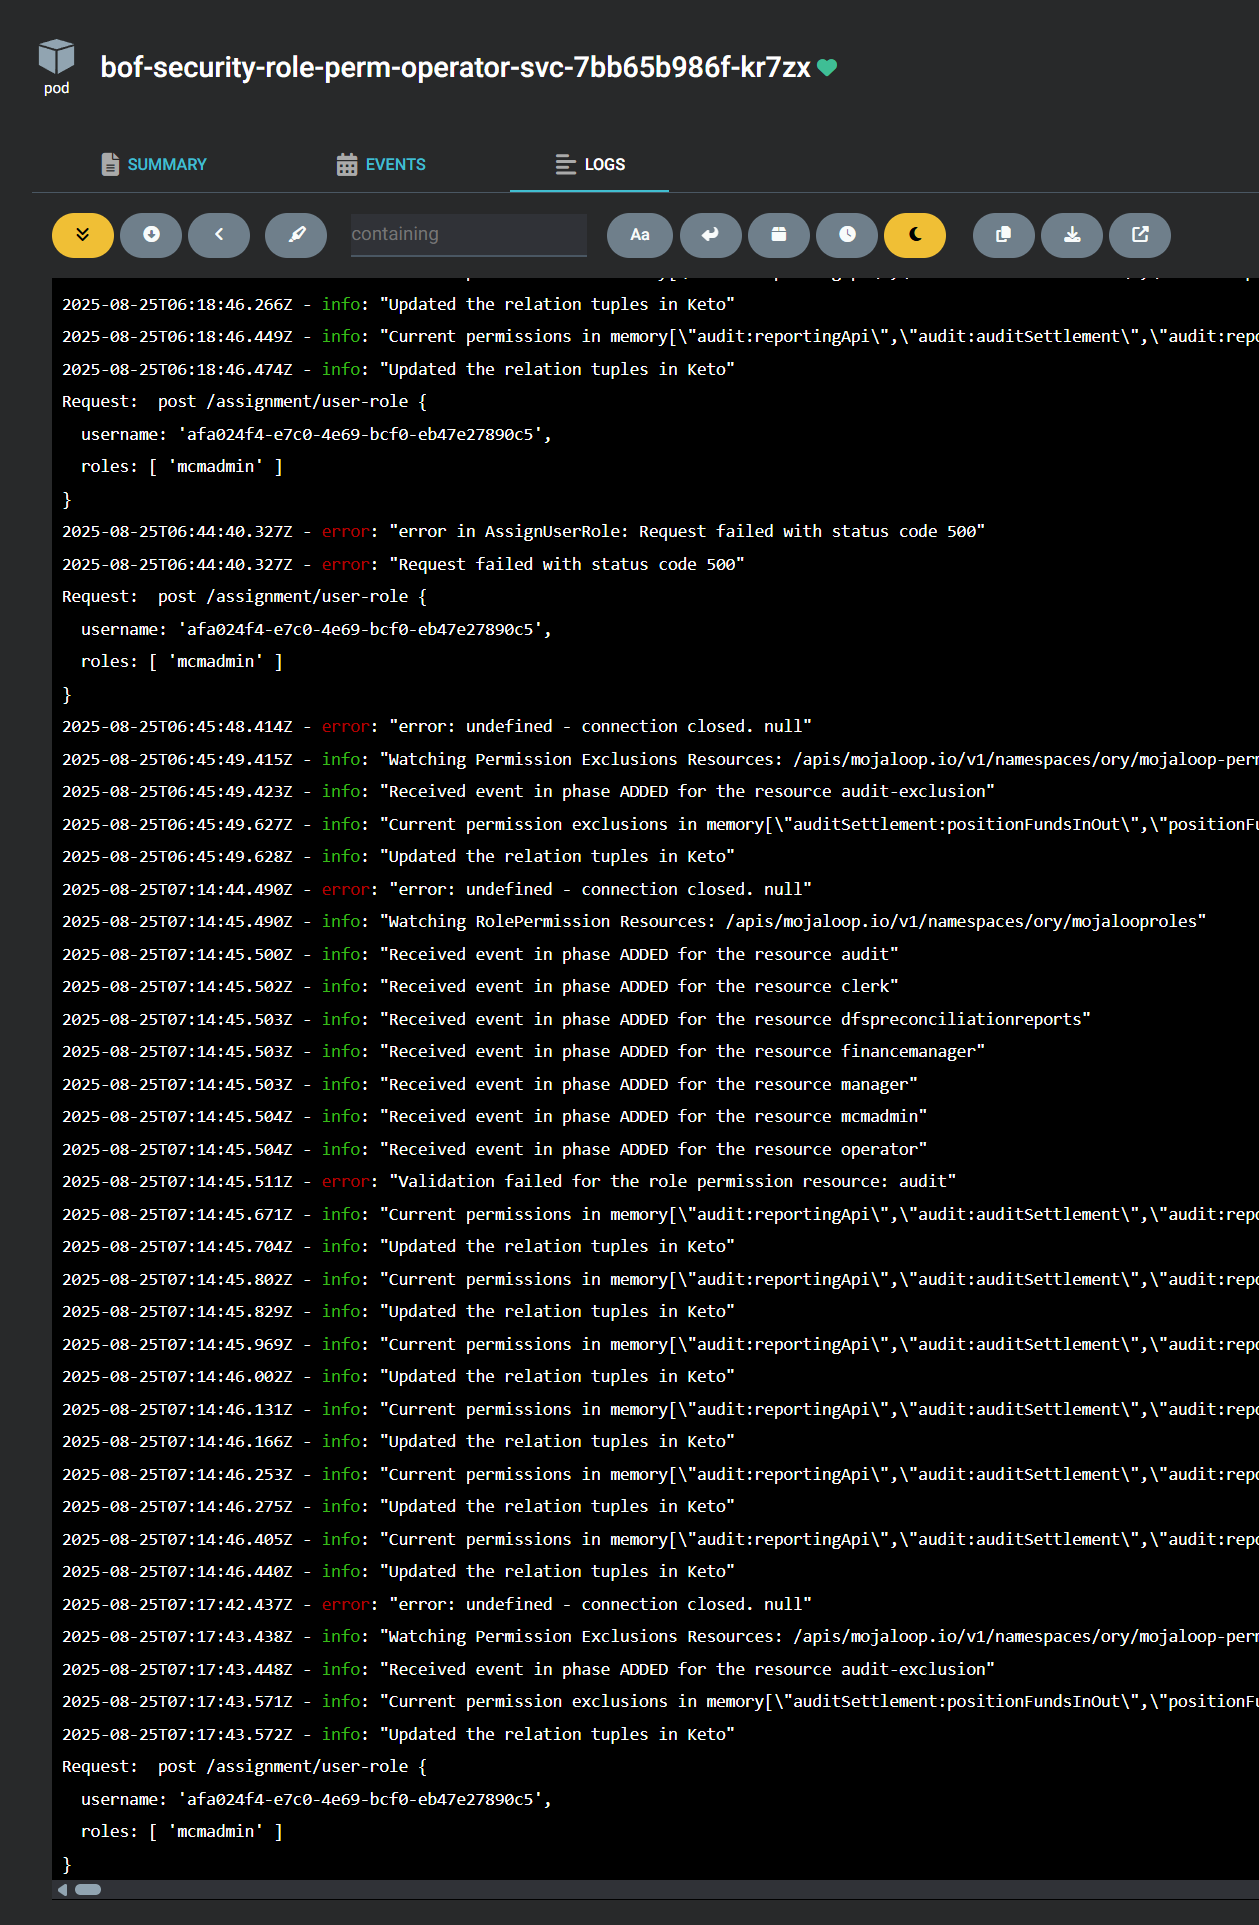 bof-security-role-perm-operator-svc-7bb65b986f-kr7zx
pod
SUMMARY
EVENTS
LOGS
containing
Aa
2025-08-25T06:18:46.266Z - info: "Updated the relation tuples in Keto"
2025-08-25T06:18:46.449Z - info: "Current permissions in memory[\"audit:reportingApi\",\"audit:auditSettlement\",\"audit:repo
2025-08-25T06:18:46.474Z - info: "Updated the relation tuples in Keto"
Request:  post /assignment/user-role {
  username: 'afa024f4-e7c0-4e69-bcf0-eb47e27890c5',
  roles: [ 'mcmadmin' ]
}
2025-08-25T06:44:40.327Z - error: "error in AssignUserRole: Request failed with status code 500"
2025-08-25T06:44:40.327Z - error: "Request failed with status code 500"
Request:  post /assignment/user-role {
  username: 'afa024f4-e7c0-4e69-bcf0-eb47e27890c5',
  roles: [ 'mcmadmin' ]
}
2025-08-25T06:45:48.414Z - error: "error: undefined - connection closed. null"
2025-08-25T06:45:49.415Z - info: "Watching Permission Exclusions Resources: /apis/mojaloop.io/v1/namespaces/ory/mojaloop-perm
2025-08-25T06:45:49.423Z - info: "Received event in phase ADDED for the resource audit-exclusion"
2025-08-25T06:45:49.627Z - info: "Current permission exclusions in memory[\"auditSettlement:positionFundsInOut\",\"positionFu
2025-08-25T06:45:49.628Z - info: "Updated the relation tuples in Keto"
2025-08-25T07:14:44.490Z - error: "error: undefined - connection closed. null"
2025-08-25T07:14:45.490Z - info: "Watching RolePermission Resources: /apis/mojaloop.io/v1/namespaces/ory/mojalooproles"
2025-08-25T07:14:45.500Z - info: "Received event in phase ADDED for the resource audit"
2025-08-25T07:14:45.502Z - info: "Received event in phase ADDED for the resource clerk"
2025-08-25T07:14:45.503Z - info: "Received event in phase ADDED for the resource dfspreconciliationreports"
2025-08-25T07:14:45.503Z - info: "Received event in phase ADDED for the resource financemanager"
2025-08-25T07:14:45.503Z - info: "Received event in phase ADDED for the resource manager"
2025-08-25T07:14:45.504Z - info: "Received event in phase ADDED for the resource mcmadmin"
2025-08-25T07:14:45.504Z - info: "Received event in phase ADDED for the resource operator"
2025-08-25T07:14:45.511Z - error: "Validation failed for the role permission resource: audit"
2025-08-25T07:14:45.671Z - info: "Current permissions in memory[\"audit:reportingApi\",\"audit:auditSettlement\",\"audit:repo
2025-08-25T07:14:45.704Z - info: "Updated the relation tuples in Keto"
2025-08-25T07:14:45.802Z - info: "Current permissions in memory[\"audit:reportingApi\",\"audit:auditSettlement\",\"audit:repo
2025-08-25T07:14:45.829Z - info: "Updated the relation tuples in Keto"
2025-08-25T07:14:45.969Z - info: "Current permissions in memory[\"audit:reportingApi\",\"audit:auditSettlement\",\"audit:repo
2025-08-25T07:14:46.002Z - info: "Updated the relation tuples in Keto"
2025-08-25T07:14:46.131Z - info: "Current permissions in memory[\"audit:reportingApi\",\"audit:auditSettlement\",\"audit:repo
2025-08-25T07:14:46.166Z - info: "Updated the relation tuples in Keto"
2025-08-25T07:14:46.253Z - info: "Current permissions in memory[\"audit:reportingApi\",\"audit:auditSettlement\",\"audit:repo
2025-08-25T07:14:46.275Z - info: "Updated the relation tuples in Keto"
2025-08-25T07:14:46.405Z - info: "Current permissions in memory[\"audit:reportingApi\",\"audit:auditSettlement\",\"audit:repo
2025-08-25T07:14:46.440Z - info: "Updated the relation tuples in Keto"
2025-08-25T07:17:42.437Z - error: "error: undefined - connection closed. null"
2025-08-25T07:17:43.438Z - info: "Watching Permission Exclusions Resources: /apis/mojaloop.io/v1/namespaces/ory/mojaloop-perm
2025-08-25T07:17:43.448Z - info: "Received event in phase ADDED for the resource audit-exclusion"
2025-08-25T07:17:43.571Z - info: "Current permission exclusions in memory[\"auditSettlement:positionFundsInOut\",\"positionFu
2025-08-25T07:17:43.572Z - info: "Updated the relation tuples in Keto"
Request:  post /assignment/user-role {
  username: 'afa024f4-e7c0-4e69-bcf0-eb47e27890c5',
  roles: [ 'mcmadmin' ]
}